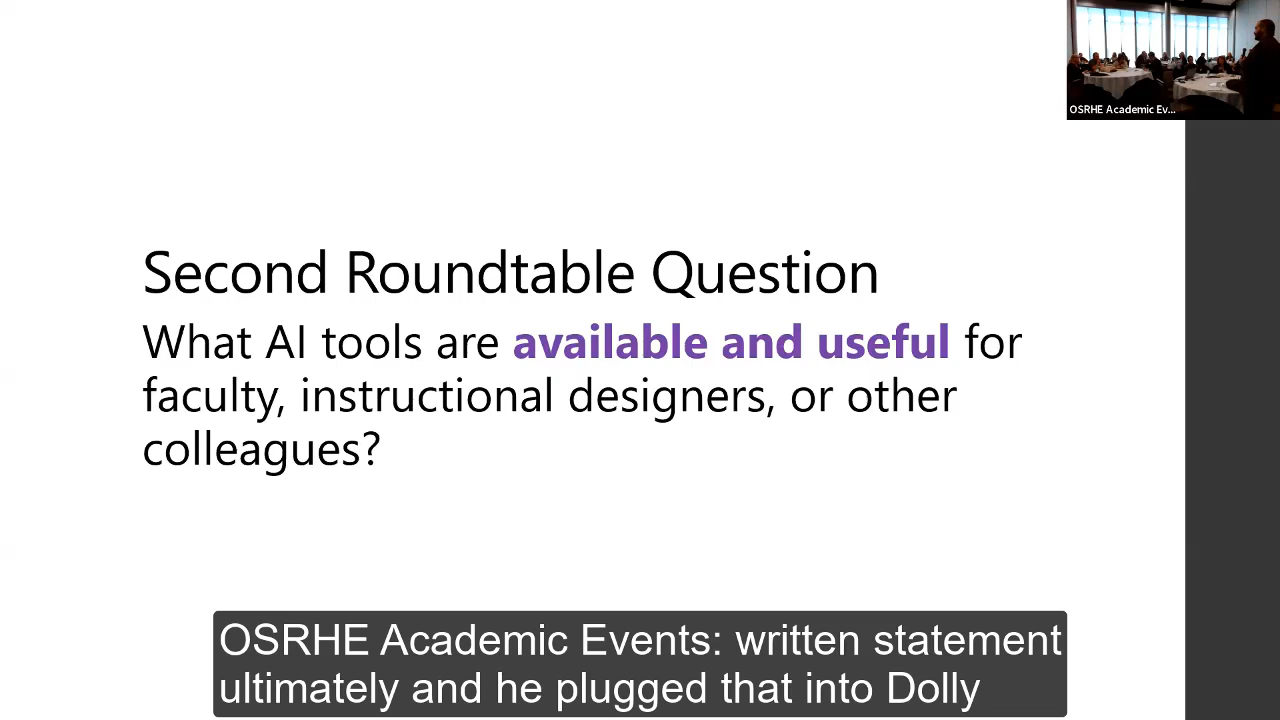 OSRHE Academic Ev...
Second Roundtable Question
What AI tools are available and useful for
faculty, instructional designers, or other
colleagues?
OSRHE Academic Events: written statement
ultimately and he plugged that into Dolly